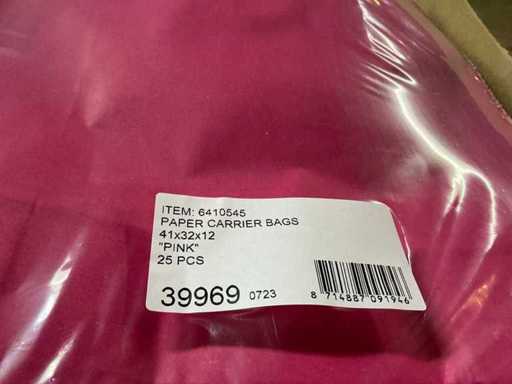 ITEM: 6410545
PAPER CARRIER BAGS
41x32x12
"PINK"
25 PCS
39969 0723
8 714887 091946